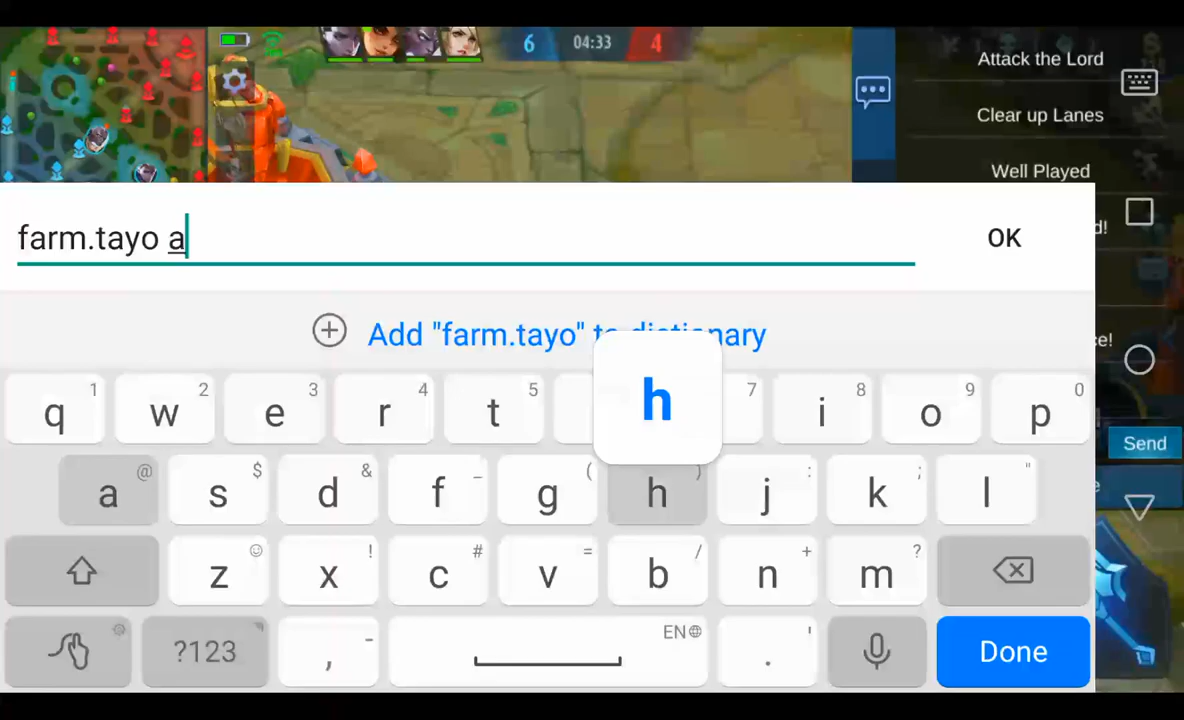 6 04:33 4
Attack the Lord
Clear up Lanes
Well Played
d!
farm.tayo a
OK
Add "farm.tayo" to dictionary
ce!
h
q 1 w 2 e 3 r 4 t 5 7 i 8 o 9 p 0
Send
a @ s $ d & f _ g ( h ) j : k ; l "
e
z x ! c # v = b / n + m ?
?123 , - EN . ' Done